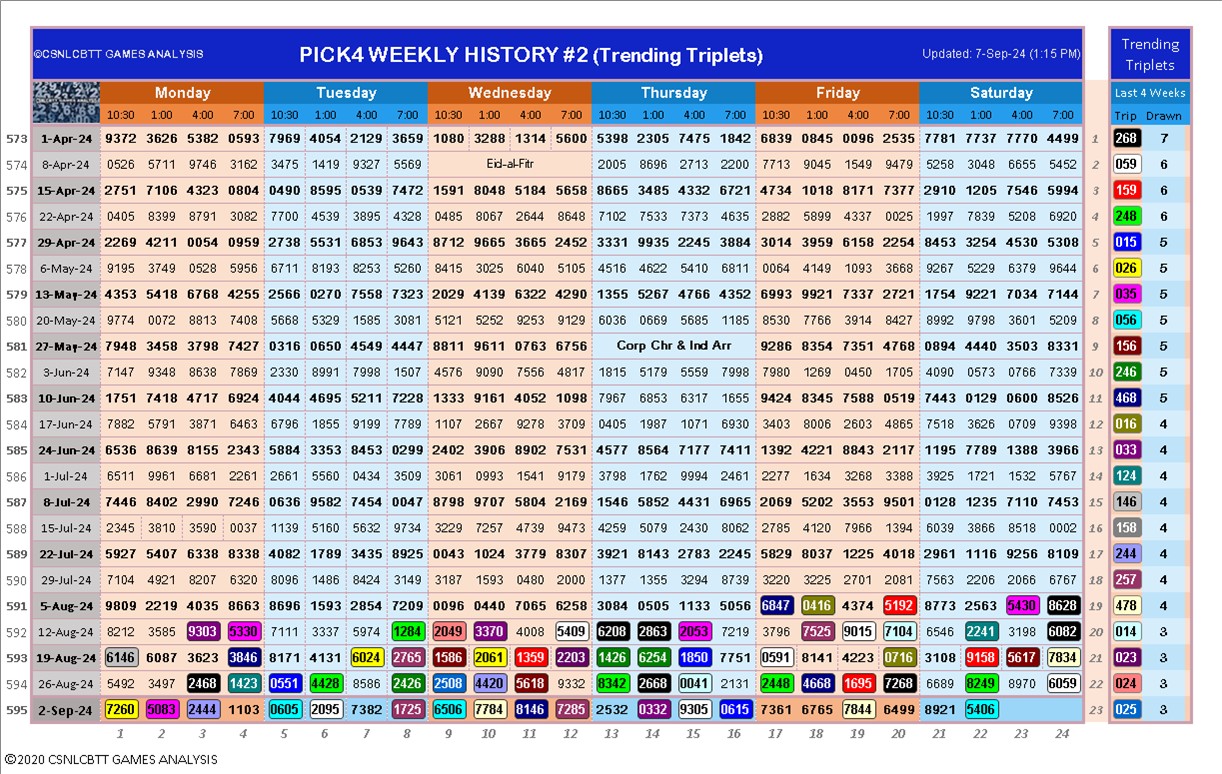 ©CSNLCBTT GAMES ANALYSIS PICK4 WEEKLY HISTORY #2 (Trending Triplets) Updated: 7-Sep-24 (1:15 PM) Trending Triplets
Monday Tuesday Wednesday Thursday Friday Saturday Last 4 Weeks
10:30 1:00 4:00 7:00 10:30 1:00 4:00 7:00 10:30 1:00 4:00 7:00 10:30 1:00 4:00 7:00 10:30 1:00 4:00 7:00 10:30 1:00 4:00 7:00 Trip Drawn
573 1-Apr-24 9372 3626 5382 0593 7969 4054 2129 3659 1080 3288 1314 5600 5398 2305 7475 1842 6839 0845 0096 2535 7781 7737 7770 4499 1 268 7
574 8-Apr-24 0526 5711 9746 3162 3475 1419 9327 5569 Eid-al-Fitr 2005 8696 2713 2200 7713 9045 1549 9479 5258 3048 6655 5452 2 059 6
575 15-Apr-24 2751 7106 4323 0804 0490 8595 0539 7472 1591 8048 5184 5658 8665 3485 4332 6721 4734 1018 8171 7377 2910 1205 7546 5994 3 159 6
576 22-Apr-24 0405 8399 8791 3082 7700 4539 3895 4328 0485 8067 2644 8648 7102 7533 7373 4635 2882 5899 4337 0025 1997 7839 5208 6920 4 248 6
577 29-Apr-24 2269 4211 0054 0959 2738 5531 6853 9643 8712 9665 3665 2452 3331 9935 2245 3884 3014 3959 6158 2254 8453 3254 4530 5308 5 015 5
578 6-May-24 9195 3749 0528 5956 6711 8193 8253 5260 8415 3025 6040 5105 4516 4622 5410 6811 0064 4149 1093 3668 9267 5229 6379 9644 6 026 5
579 13-May-24 4353 5418 6768 4255 2566 0270 7558 7323 2029 4139 6322 4290 1355 5267 4766 4352 6993 9921 7337 2721 1754 9221 7034 7144 7 035 5
580 20-May-24 9774 0072 8813 7408 5668 5329 1585 3081 5121 5252 9253 9129 6036 0669 5685 1185 8530 7766 3914 8427 8992 9798 3601 5209 8 056 5
581 27-May-24 7948 3458 3798 7427 0316 0650 4549 4447 8911 9611 0763 6756 Corp Chr & Ind Arr 9286 8354 7351 4768 0894 4440 3503 8331 9 156 5
582 3-Jun-24 7147 9348 8638 7869 2330 8991 7998 1507 4576 9090 7556 4817 1815 5179 5559 7998 7980 1269 0450 1705 4090 0573 0766 7339 10 246 5
583 10-Jun-24 1751 7418 4717 6924 4044 4695 5211 7228 1333 9161 4052 1098 7967 6853 6317 1655 9424 8345 7588 0519 7443 0129 0600 8526 11 468 5
584 17-Jun-24 7882 5791 3871 6463 6796 1855 9199 7789 1107 2667 9278 3709 0405 1987 1071 6930 3403 8006 2603 4865 7518 3626 0709 9398 12 016 4
585 24-Jun-24 6536 8639 8155 2343 5884 3353 8453 0299 2402 3906 8902 7531 4577 8564 7177 7411 1392 4221 8843 2117 1195 7789 1388 3966 13 033 4
586 1-Jul-24 6511 9961 6681 2261 2661 5560 0434 3509 3061 0993 1541 9179 3798 1762 2994 2461 2277 1634 3268 3388 3925 1721 1532 5767 14 124 4
587 8-Jul-24 7446 8402 2990 7246 0636 9582 7454 0047 8798 9707 5804 2169 1546 5852 4431 6965 2069 5202 3553 9501 0128 1235 7110 7453 15 146 4
588 15-Jul-24 2345 3810 3590 0037 1139 5160 5632 9734 3229 7257 4739 9473 4259 5079 2430 8062 2785 4120 7966 1394 6039 3866 8518 0002 16 158 4
589 22-Jul-24 5927 5407 6338 8338 4082 1789 3435 8925 0043 1024 3779 8307 3921 8143 2783 2245 5829 8037 1225 4018 2961 1116 9256 8109 17 244 4
590 29-Jul-24 7104 4921 8207 6320 8096 1486 8424 3149 3187 1593 0480 2000 1377 1355 3294 8739 3220 3225 2701 2081 7563 2206 2066 6767 18 257 4
591 5-Aug-24 9809 2219 4035 8663 8696 1593 2854 7209 0096 0440 7065 6258 3084 0505 1133 5056 6847 0416 4374 5192 8773 2563 5430 8628 19 478 4
592 12-Aug-24 8212 3585 9303 5330 7111 3337 5974 1284 2049 3370 4008 5409 6208 2863 2053 7219 3796 7525 9015 7104 6546 2241 3198 6082 20 014 3
593 19-Aug-24 6146 6087 3623 3846 8171 4131 6024 2765 1586 2061 1359 2203 1426 6254 1850 7751 0591 8141 4223 0716 3108 9158 5617 7834 21 023 3
594 26-Aug-24 5492 3497 2468 1423 0551 4428 8586 2426 2508 4420 5618 9332 8342 2668 0041 2131 2448 4668 1695 7268 6689 8249 8970 6059 22 024 3
595 2-Sep-24 7260 5083 2444 1103 0605 2095 7382 1725 6506 7784 8146 7285 2532 0332 9305 0615 7361 6765 7844 6499 8921 5406 23 025 3
1 2 3 4 5 6 7 8 9 10 11 12 13 14 15 16 17 18 19 20 21 22 23 24
©2020 CSNLCBTT GAMES ANALYSIS